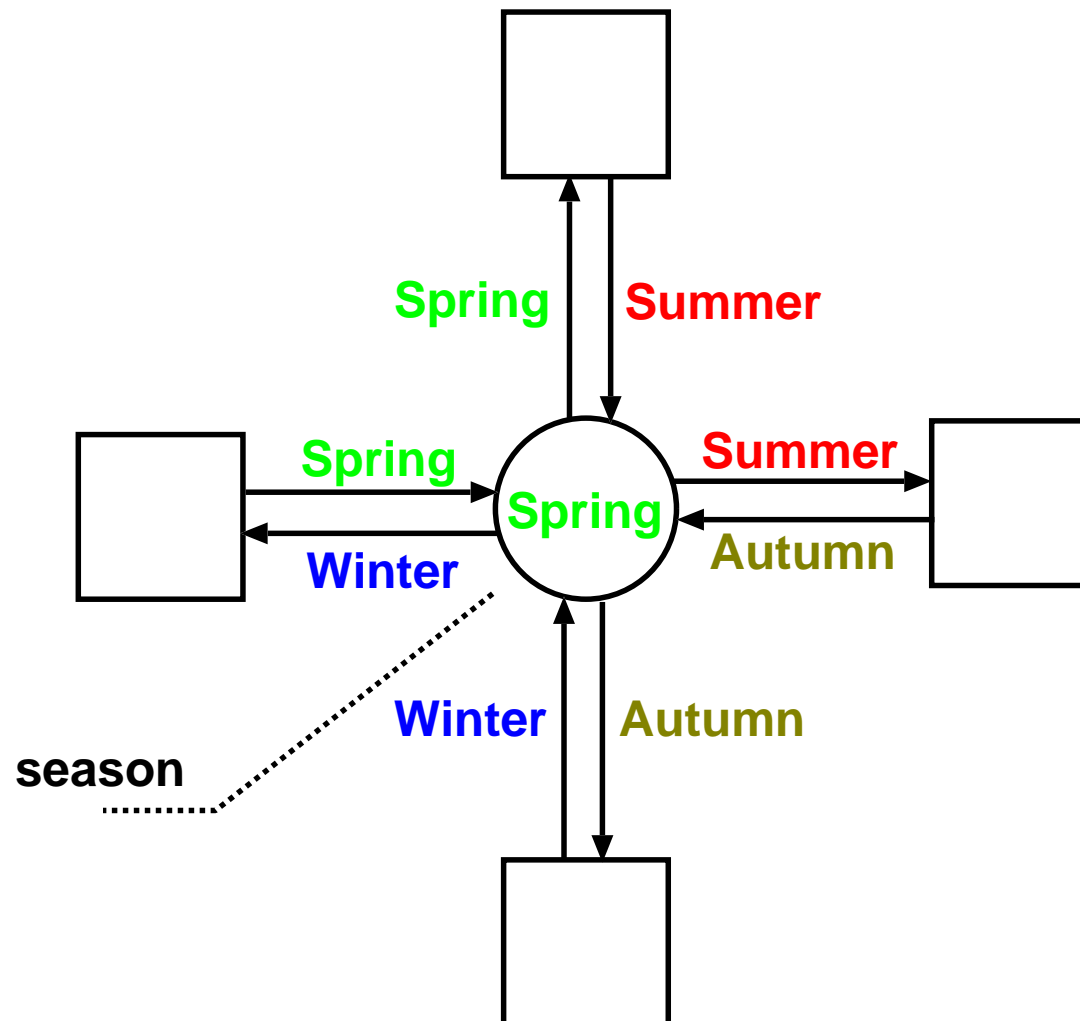 Spring
Summer
Spring
Summer
Spring
Autumn
Winter
Winter
Autumn
season